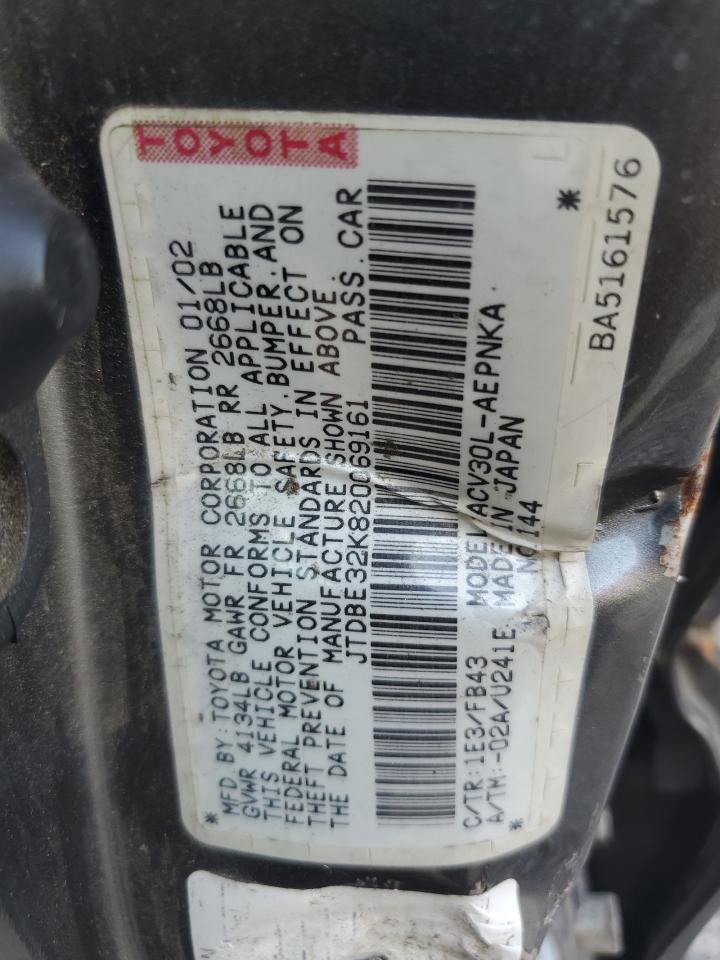 TOYOTA
*MFD. BY: TOYOTA MOTOR CORPORATION 01/02
GVWR 4134LB GAWR FR 2668LB RR 2668LB
THIS VEHICLE CONFORMS TO ALL APPLICABLE
FEDERAL MOTOR VEHICLE SAFETY, BUMPER, AND
THEFT PREVENTION STANDARDS IN EFFECT ON
THE DATE OF MANUFACTURE SHOWN ABOVE.
JTDBE32K820069161 PASS. CAR
C/TR: 1E3/FB43 MODEL ACV30L-AEPNKA
A/TM: -02A/U241E MADE IN JAPAN
* NO144 *
BA5161576